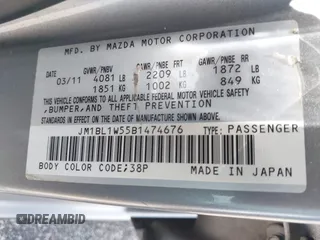 MFD. BY MAZDA MOTOR CORPORATION
GVWR/PNBV GAWR/PNBE FRT GAWR/PNBE RR
03/11 4081 LB 2209 LB 1872 LB
1851 KG 1002 KG 849 KG
THIS VEHICLE CONFORMS TO ALL APPLICABLE FEDERAL MOTOR VEHICLE SAFETY
, BUMPER, AND THEFT PREVENTION
STANDARDS IN EFFECT ON THE DATE OF MANUFACTURE SHOWN ABOVE.
JM1BL1W55B1474676 TYPE: PASSENGER
BODY COLOR CODE:38P MADE IN JAPAN
DREAMBID